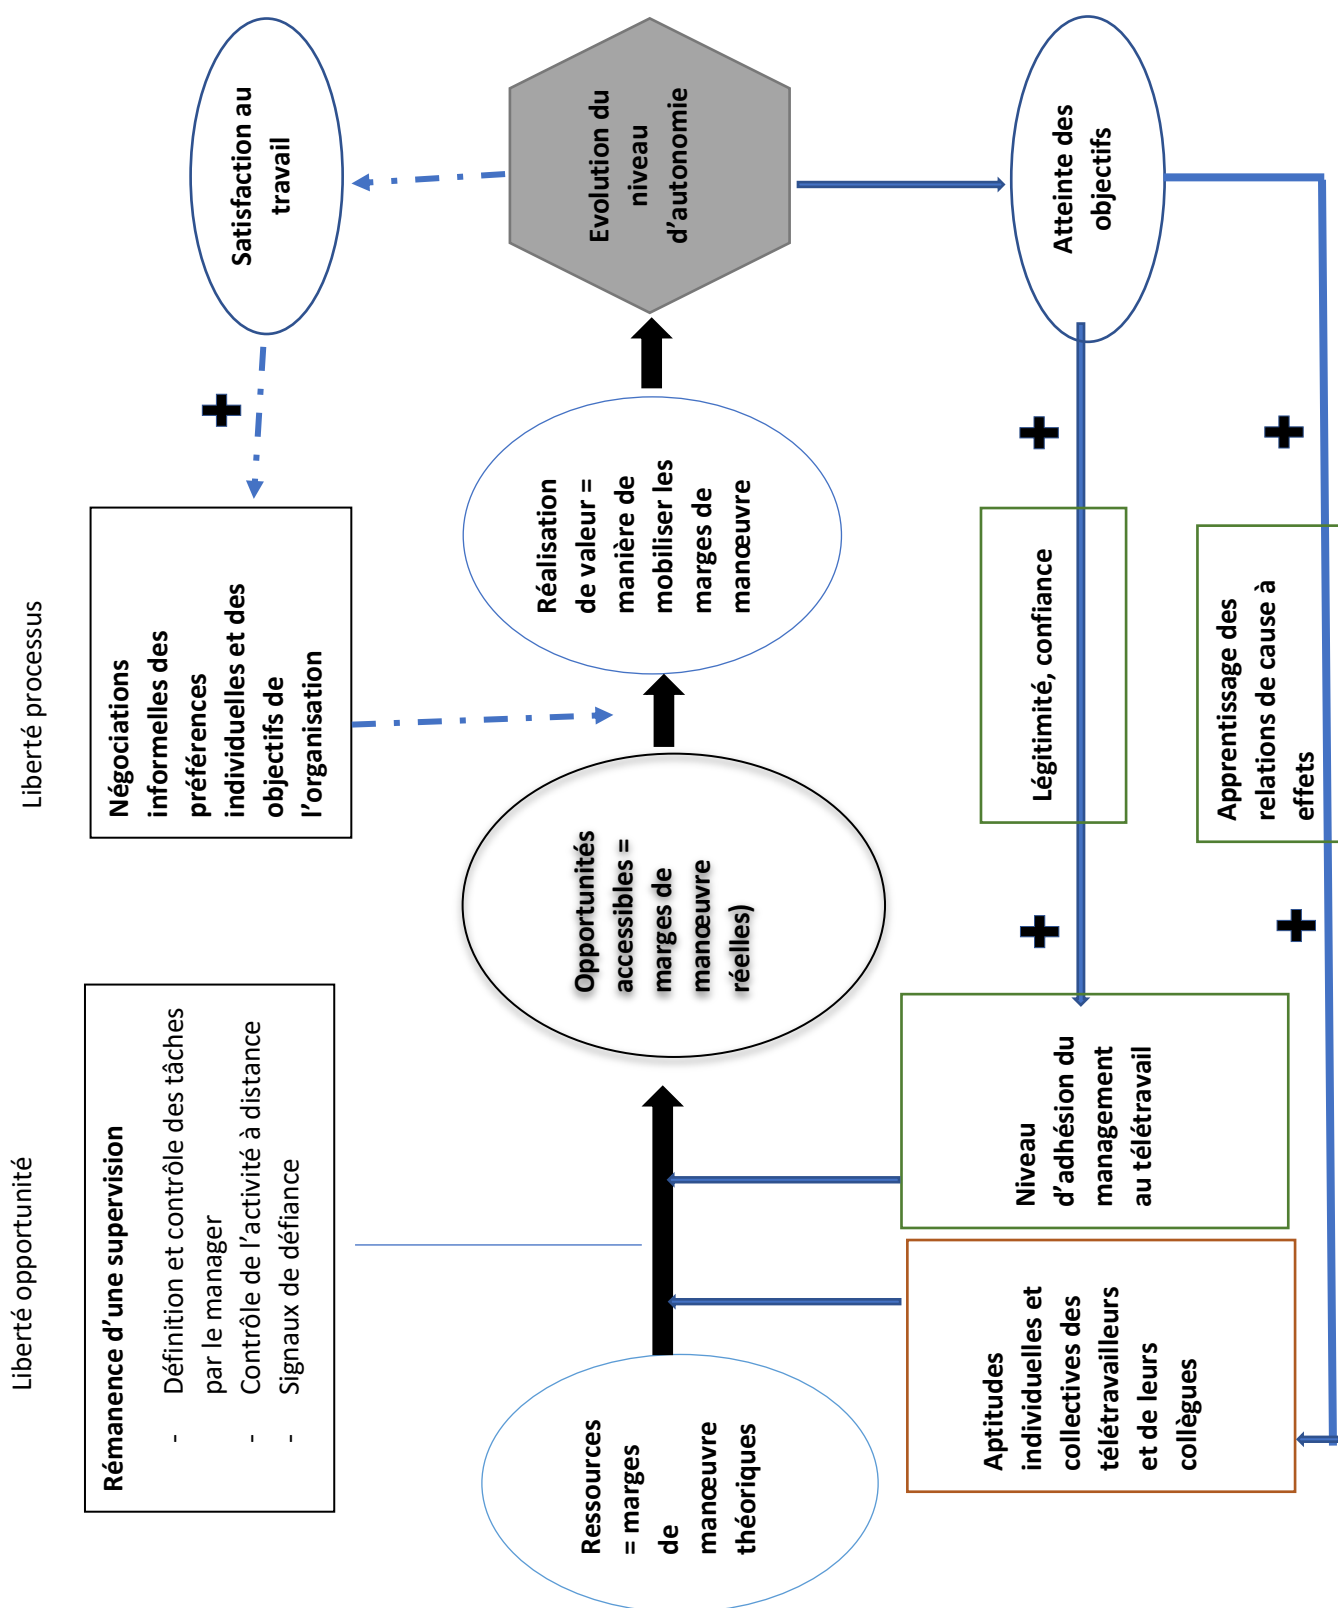 Liberté opportunité
Liberté processus
Rémanence d'une supervision
- Définition et contrôle des tâches
par le manager
- Contrôle de l'activité à distance
- Signaux de défiance
Négociations
informelles des
préférences
individuelles et des
objectifs de
l'organisation
Satisfaction au
travail
Ressources
= marges
de
manœuvre
théoriques
Opportunités
accessibles =
marges de
manœuvre
réelles)
Réalisation
de valeur =
manière de
mobiliser les
marges de
manœuvre
Evolution du
niveau
d'autonomie
Aptitudes
individuelles et
collectives des
télétravailleurs
et de leurs
collègues
Niveau
d'adhésion du
management
au télétravail
Légitimité, confiance
Apprentissage des
relations de cause à
effets
Atteinte des
objectifs